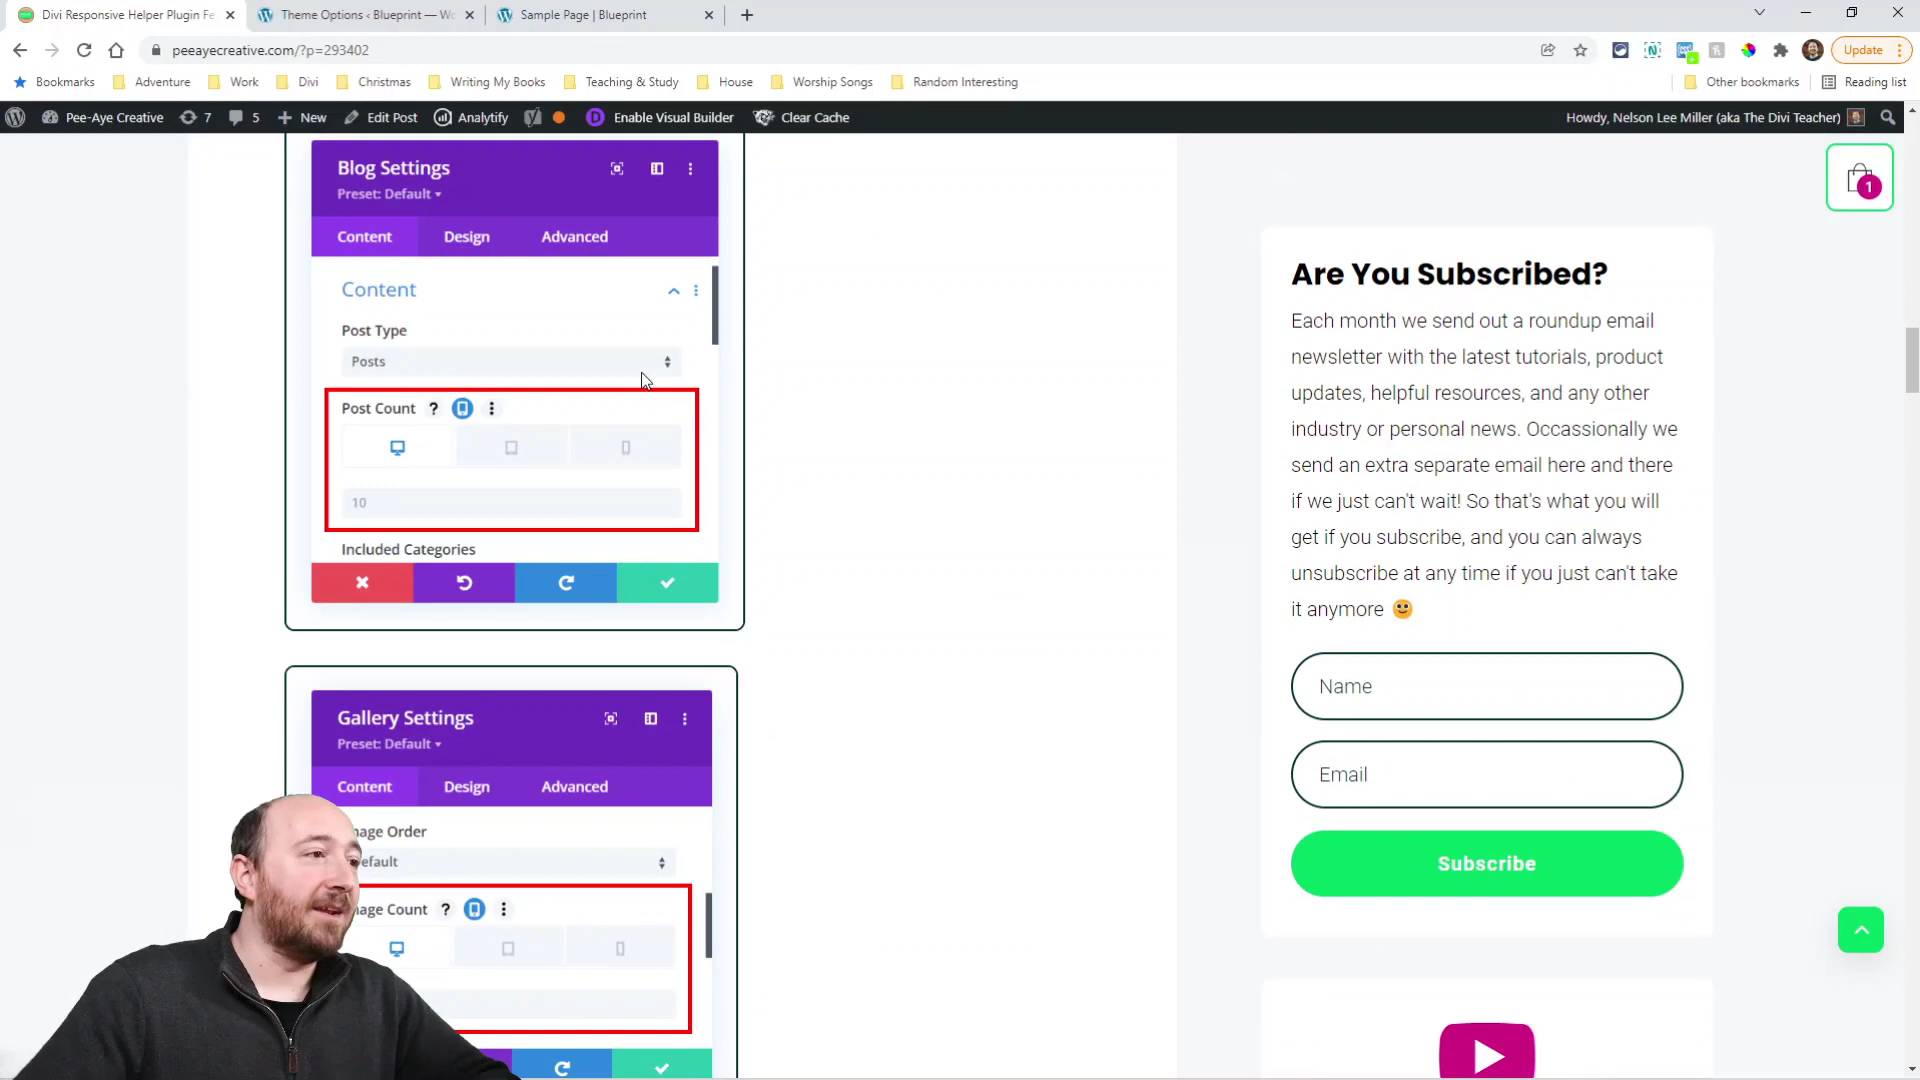 Divi Responsive Helper Plugin Fe
Theme Options ‹ Blueprint — Wo
Sample Page | Blueprint
peeayecreative.com/?p=293402
Update
Bookmarks
Adventure
Work
Divi
Christmas
Writing My Books
Teaching & Study
House
Worship Songs
Random Interesting
Other bookmarks
Reading list
Pee-Aye Creative
7
5
New
Edit Post
Analytify
Enable Visual Builder
Clear Cache
Howdy, Nelson Lee Miller (aka The Divi Teacher)
1
Blog Settings
Preset: Default
Content
Design
Advanced
Content
Post Type
Posts
Post Count
?
10
Included Categories
Gallery Settings
Preset: Default
Content
Design
Advanced
mage Order
efault
mage Count
?
Are You Subscribed?
Each month we send out a roundup email
newsletter with the latest tutorials, product
updates, helpful resources, and any other
industry or personal news. Occassionally we
send an extra separate email here and there
if we just can't wait! So that's what you will
get if you subscribe, and you can always
unsubscribe at any time if you just can't take
it anymore 🙂
Name
Email
Subscribe